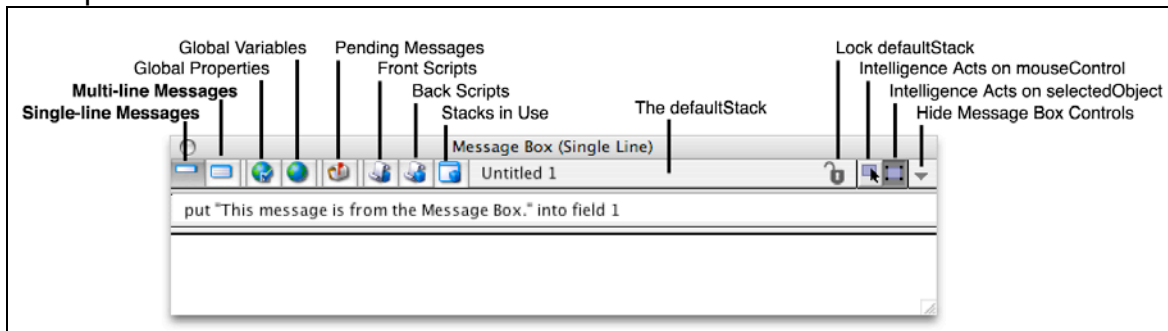 Global Variables
Pending Messages
Lock defaultStack
Global Properties
Front Scripts
Intelligence Acts on mouseControl
Multi-line Messages
Back Scripts
Intelligence Acts on selectedObject
Single-line Messages
Stacks in Use
The defaultStack
Hide Message Box Controls
Message Box (Single Line)
Untitled 1
put "This message is from the Message Box." into field 1